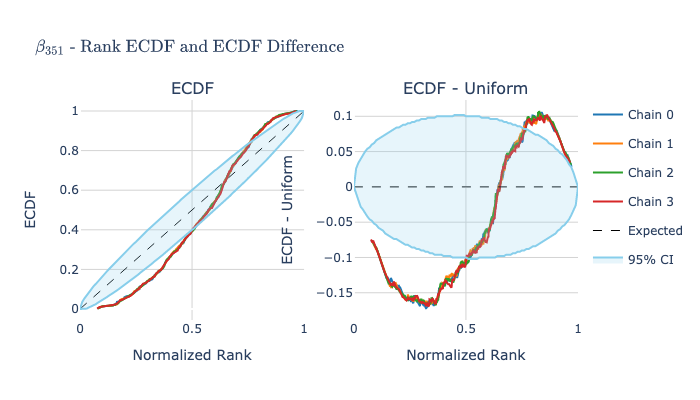 β351 - Rank ECDF and ECDF Difference
ECDF
ECDF - Uniform
ECDF
1
0.8
0.6
0.4
0.2
0
0
0.5
1
Normalized Rank
ECDF - Uniform
0.1
0.05
0
−0.05
−0.1
−0.15
0
0.5
1
Normalized Rank
Chain 0
Chain 1
Chain 2
Chain 3
Expected
95% CI